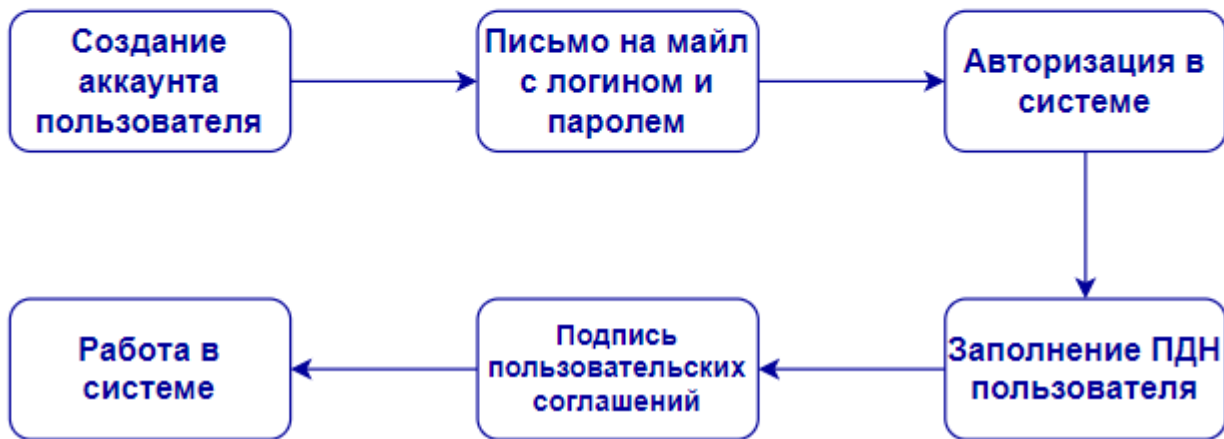 Создание
аккаунта
пользователя
Письмо на майл
с логином и
паролем
Авторизация в
системе
Заполнение ПДН
пользователя
Подпись
пользовательских
соглашений
Работа в
системе